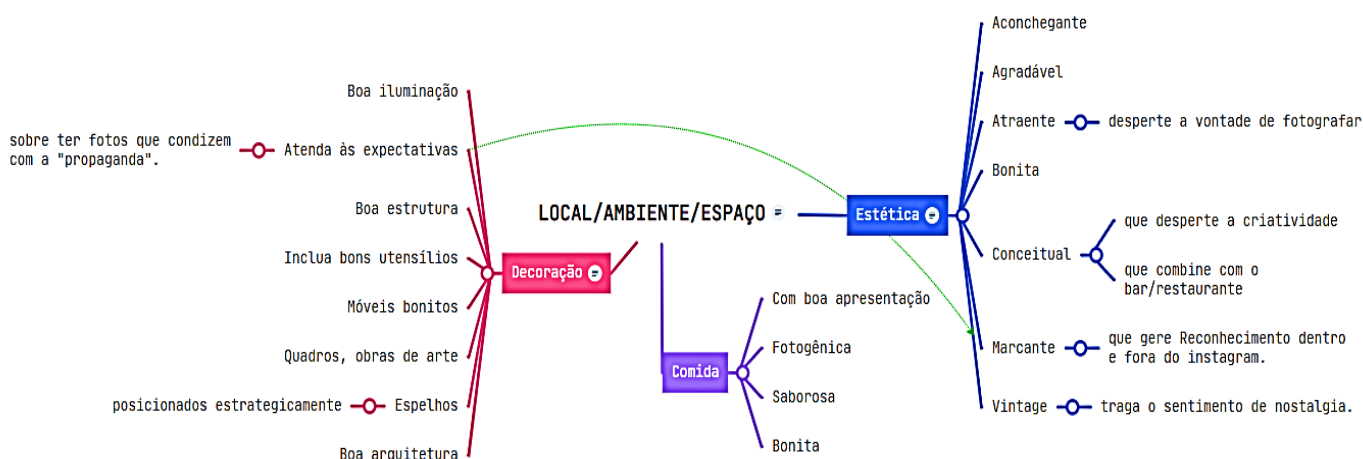 LOCAL/AMBIENTE/ESPAÇO
Decoração
Boa iluminação
Atenda às expectativas
sobre ter fotos que condizem
com a "propaganda".
Boa estrutura
Inclua bons utensílios
Móveis bonitos
Quadros, obras de arte
Espelhos
posicionados estrategicamente
Boa arquitetura
Comida
Com boa apresentação
Fotogênica
Saborosa
Bonita
Estética
Aconchegante
Agradável
Atraente
desperte a vontade de fotografar
Bonita
Conceitual
que desperte a criatividade
que combine com o
bar/restaurante
Marcante
que gere Reconhecimento dentro
e fora do instagram.
Vintage
traga o sentimento de nostalgia.